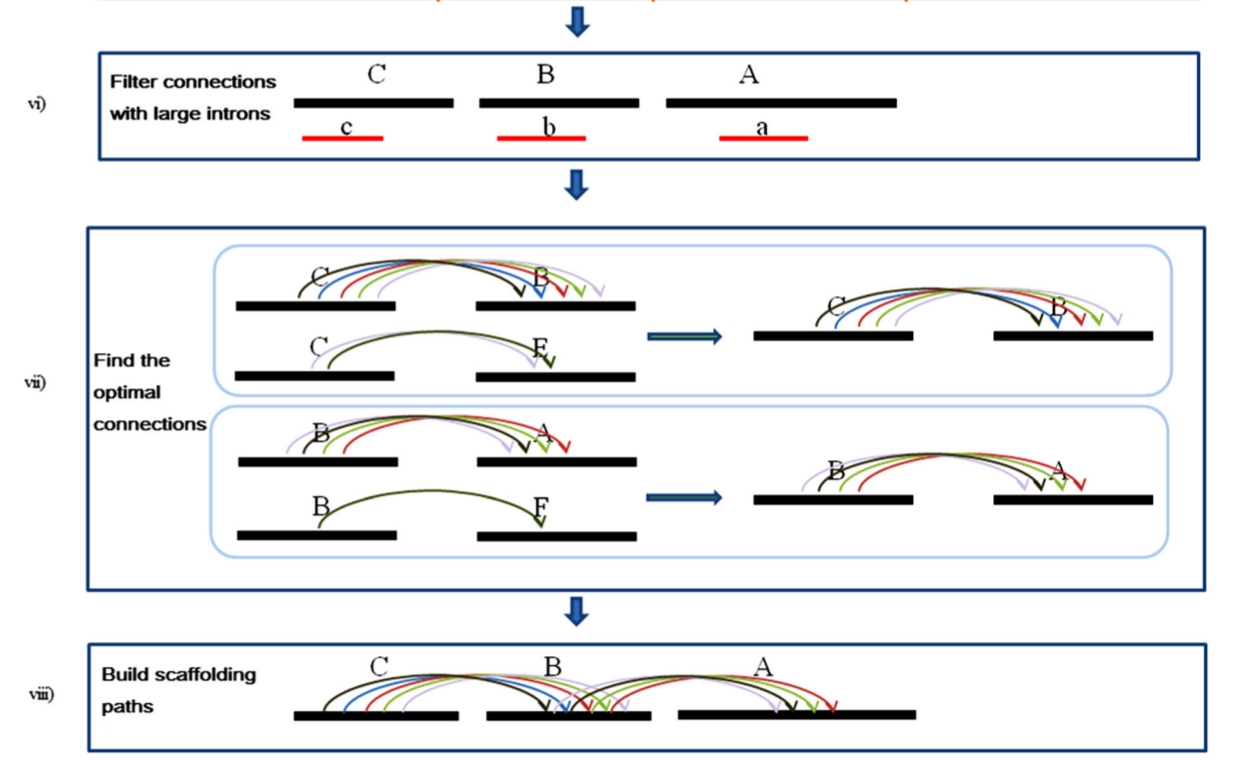 vi)
Filter connections
with large introns
C B A
c b a
vii)
Find the
optimal
connections
C B
C E
C B
B A
B F
B A
viii)
Build scaffolding
paths
C B A